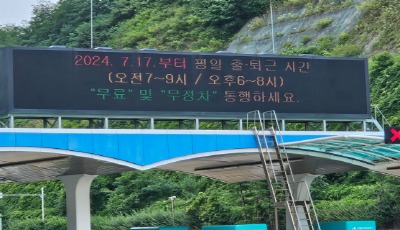 2024. 7.17.부터 평일 출·퇴근 시간
(오전7~9시 / 오후6~8시)
"무료" 및 "무정차" 통행하세요.